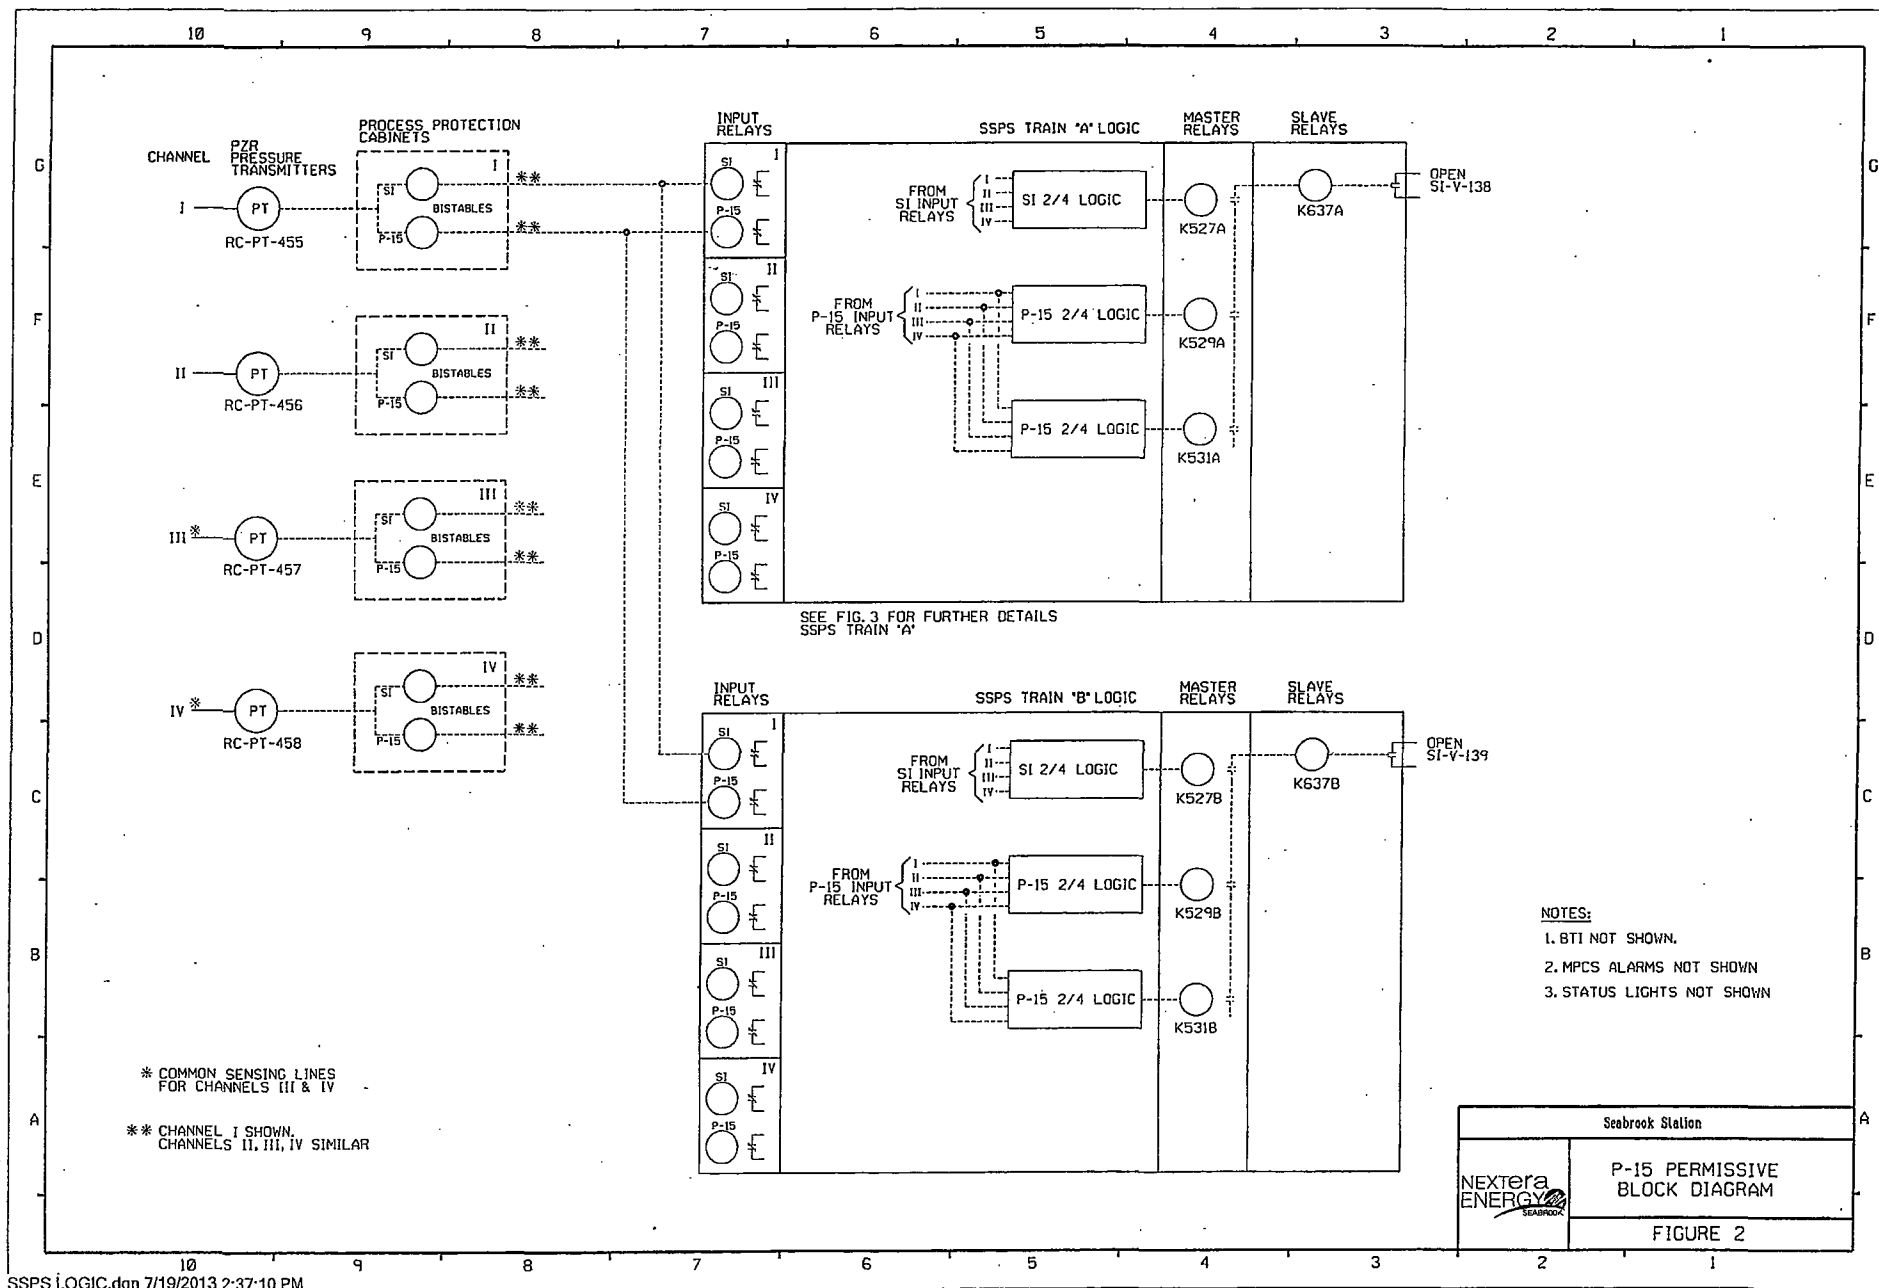 10 9 8 7 6 5 4 3 2 1
G
F
E
D
C
B
A
CHANNEL
PZR
PRESSURE
TRANSMITTERS
PROCESS PROTECTION
CABINETS
I
PT
RC-PT-455
I
SI
BISTABLES
P-15
**
**
II
PT
RC-PT-456
II
SI
BISTABLES
P-15
**
**
III *
PT
RC-PT-457
III
SI
BISTABLES
P-15
**
**
IV *
PT
RC-PT-458
IV
SI
BISTABLES
P-15
**
**
* COMMON SENSING LINES
FOR CHANNELS III & IV
** CHANNEL I SHOWN.
CHANNELS II, III, IV SIMILAR
INPUT
RELAYS
SSPS TRAIN "A" LOGIC
MASTER
RELAYS
SLAVE
RELAYS
SI
I
P-15
SI
II
P-15
SI
III
P-15
SI
IV
P-15
FROM
SI INPUT
RELAYS
I
II
III
IV
SI 2/4 LOGIC
K527A
K637A
OPEN
SI-V-138
FROM
P-15 INPUT
RELAYS
I
II
III
IV
P-15 2/4 LOGIC
K529A
P-15 2/4 LOGIC
K531A
SEE FIG. 3 FOR FURTHER DETAILS
SSPS TRAIN "A"
INPUT
RELAYS
SSPS TRAIN "B" LOGIC
MASTER
RELAYS
SLAVE
RELAYS
SI
I
P-15
SI
II
P-15
SI
III
P-15
SI
IV
P-15
FROM
SI INPUT
RELAYS
I
II
III
IV
SI 2/4 LOGIC
K527B
K637B
OPEN
SI-V-139
FROM
P-15 INPUT
RELAYS
I
II
III
IV
P-15 2/4 LOGIC
K529B
P-15 2/4 LOGIC
K531B
NOTES:
1. BTI NOT SHOWN.
2. MPCS ALARMS NOT SHOWN
3. STATUS LIGHTS NOT SHOWN
G
F
E
D
C
B
A
Seabrook Station
NEXTera
ENERGY
SEABROOK
P-15 PERMISSIVE
BLOCK DIAGRAM
FIGURE 2
10 9 8 7 6 5 4 3 2 1
SSPS LOGIC.dgn 7/19/2013 2:37:10 PM